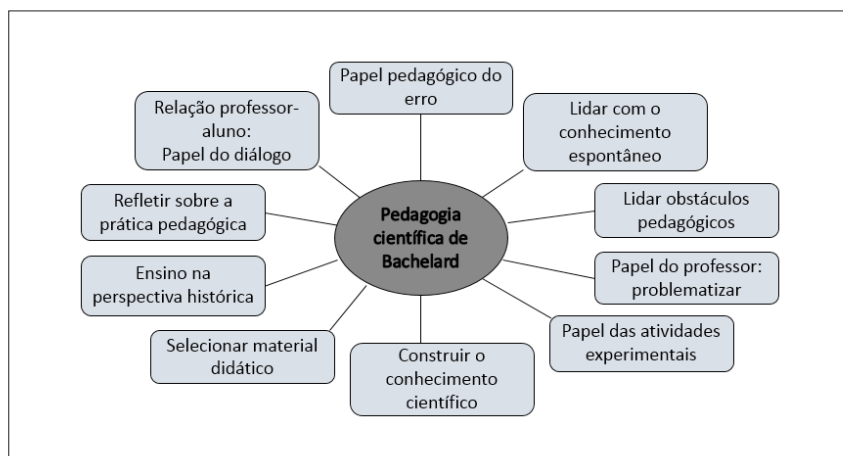 Papel pedagógico do
erro
Relação professor-
aluno:
Papel do diálogo
Lidar com o
conhecimento
espontâneo
Refletir sobre a
prática pedagógica
Pedagogia
científica de
Bachelard
Lidar obstáculos
pedagógicos
Ensino na
perspectiva histórica
Papel do professor:
problematizar
Selecionar material
didático
Construir o
conhecimento
científico
Papel das atividades
experimentais